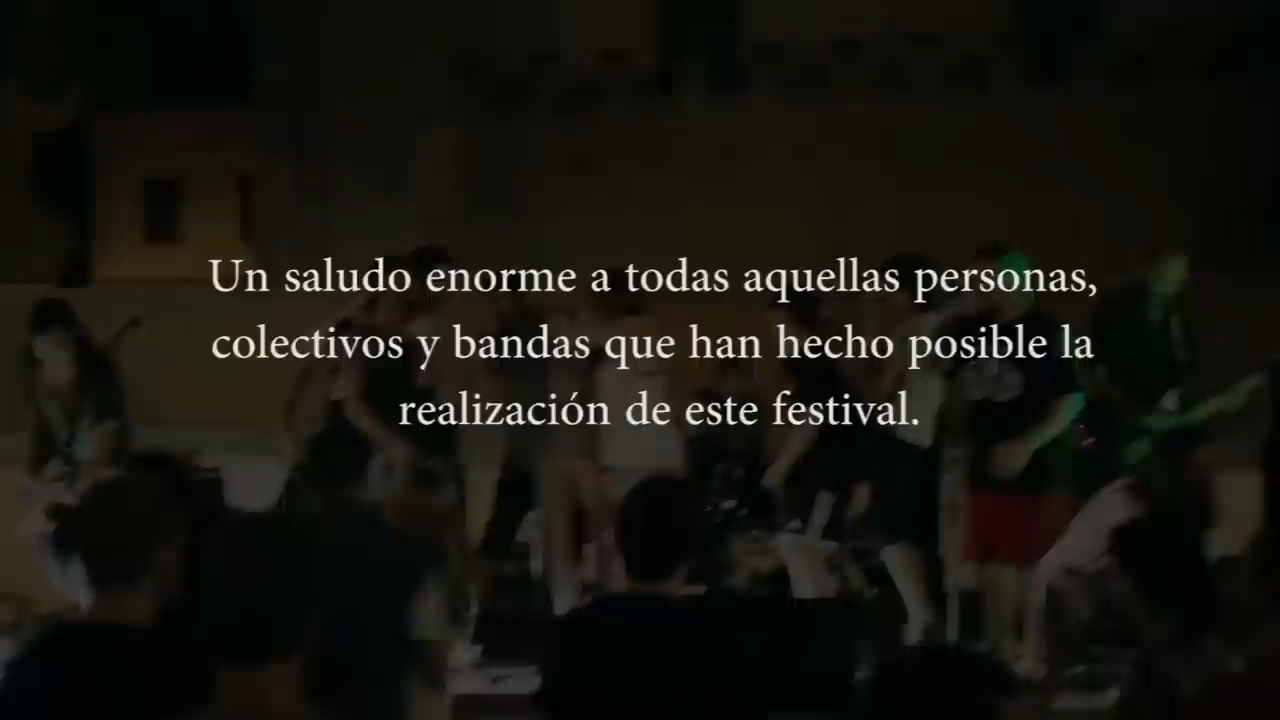 Un saludo enorme a todas aquellas personas,
colectivos y bandas que han hecho posible la
realización de este festival.